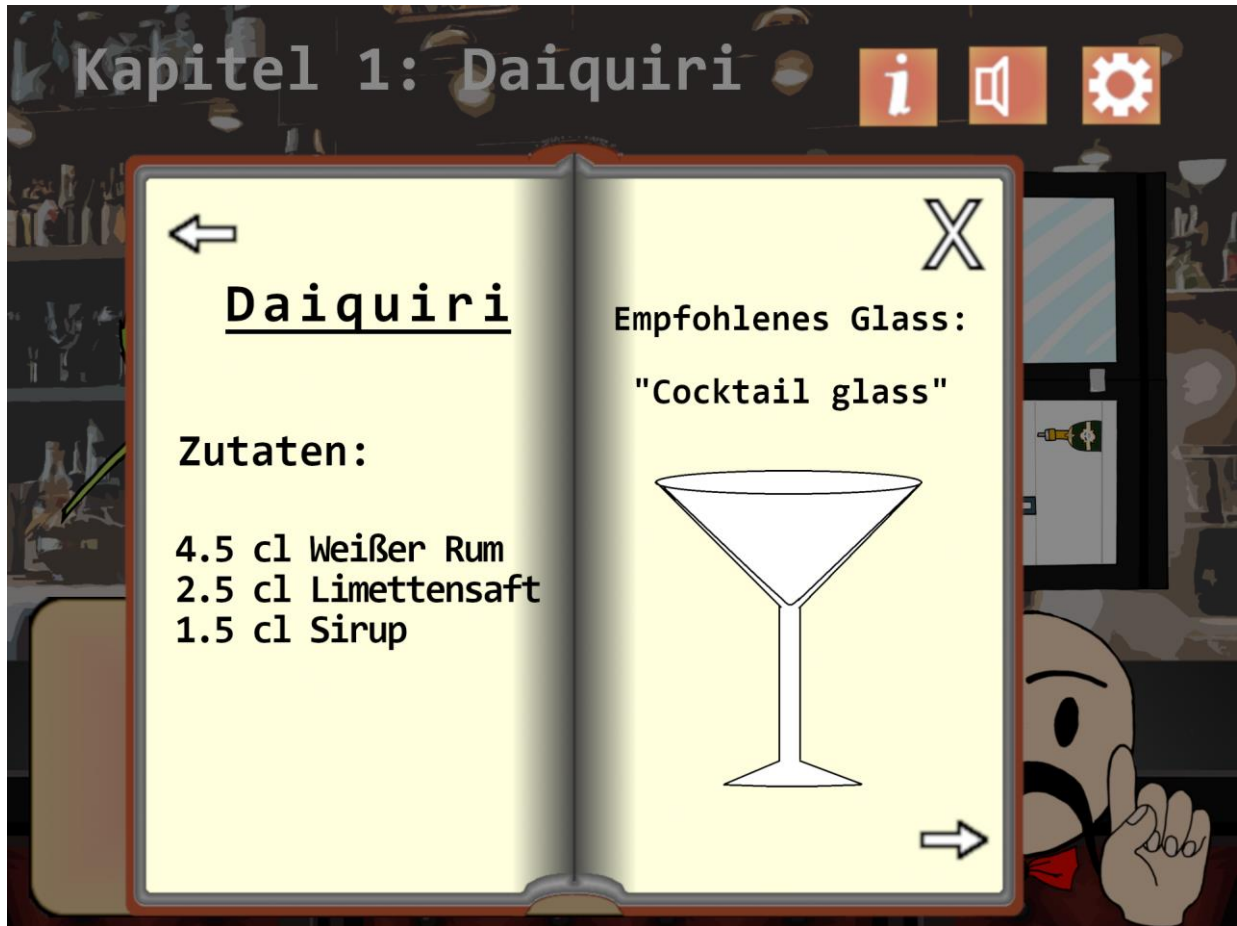 Kapitel 1: Daiquiri
i
X
Daiquiri
Zutaten:
4.5 cl Weißer Rum
2.5 cl Limettensaft
1.5 cl Sirup
Empfohlenes Glass:
"Cocktail glass"